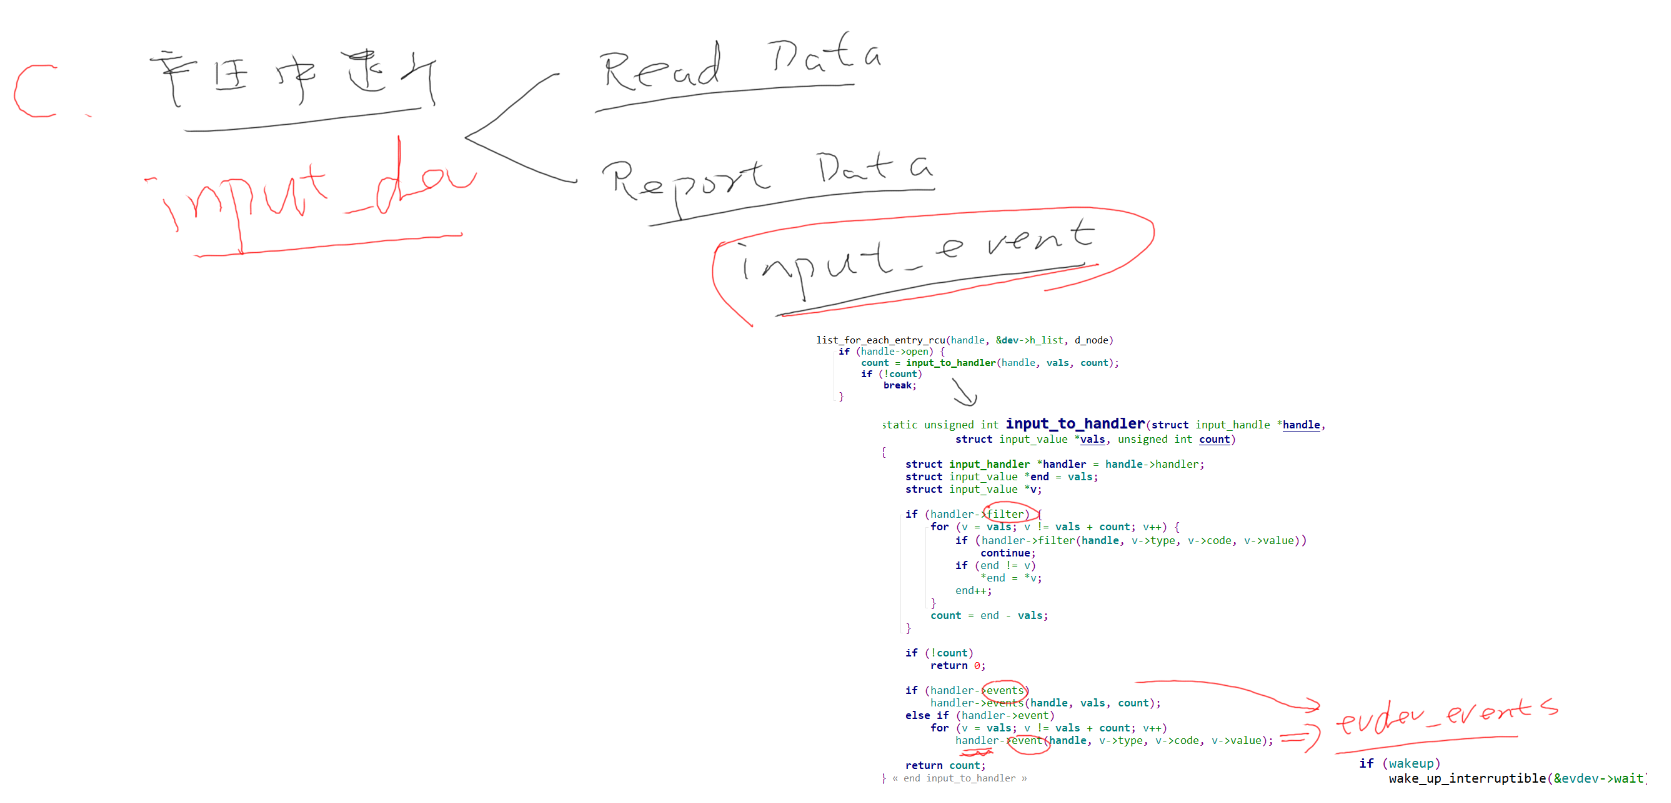 C.
Read Data
input_dev
Report Data
input_event
list_for_each_entry_rcu(handle, &dev->h_list, d_node)
if (handle->open) {
count = input_to_handler(handle, vals, count);
if (!count)
break;
}
static unsigned int input_to_handler(struct input_handle *handle,
struct input_value *vals, unsigned int count)
{
struct input_handler *handler = handle->handler;
struct input_value *end = vals;
struct input_value *v;
if (handler->filter) {
for (v = vals; v != vals + count; v++) {
if (handler->filter(handle, v->type, v->code, v->value))
continue;
if (end != v)
*end = *v;
end++;
}
count = end - vals;
}
if (!count)
return 0;
if (handler->events)
handler->events(handle, vals, count);
else if (handler->event)
for (v = vals; v != vals + count; v++)
handler->event(handle, v->type, v->code, v->value);
evdev_events
if (wakeup)
wake_up_interruptible(&evdev->wait)
return count;
} « end input_to_handler »